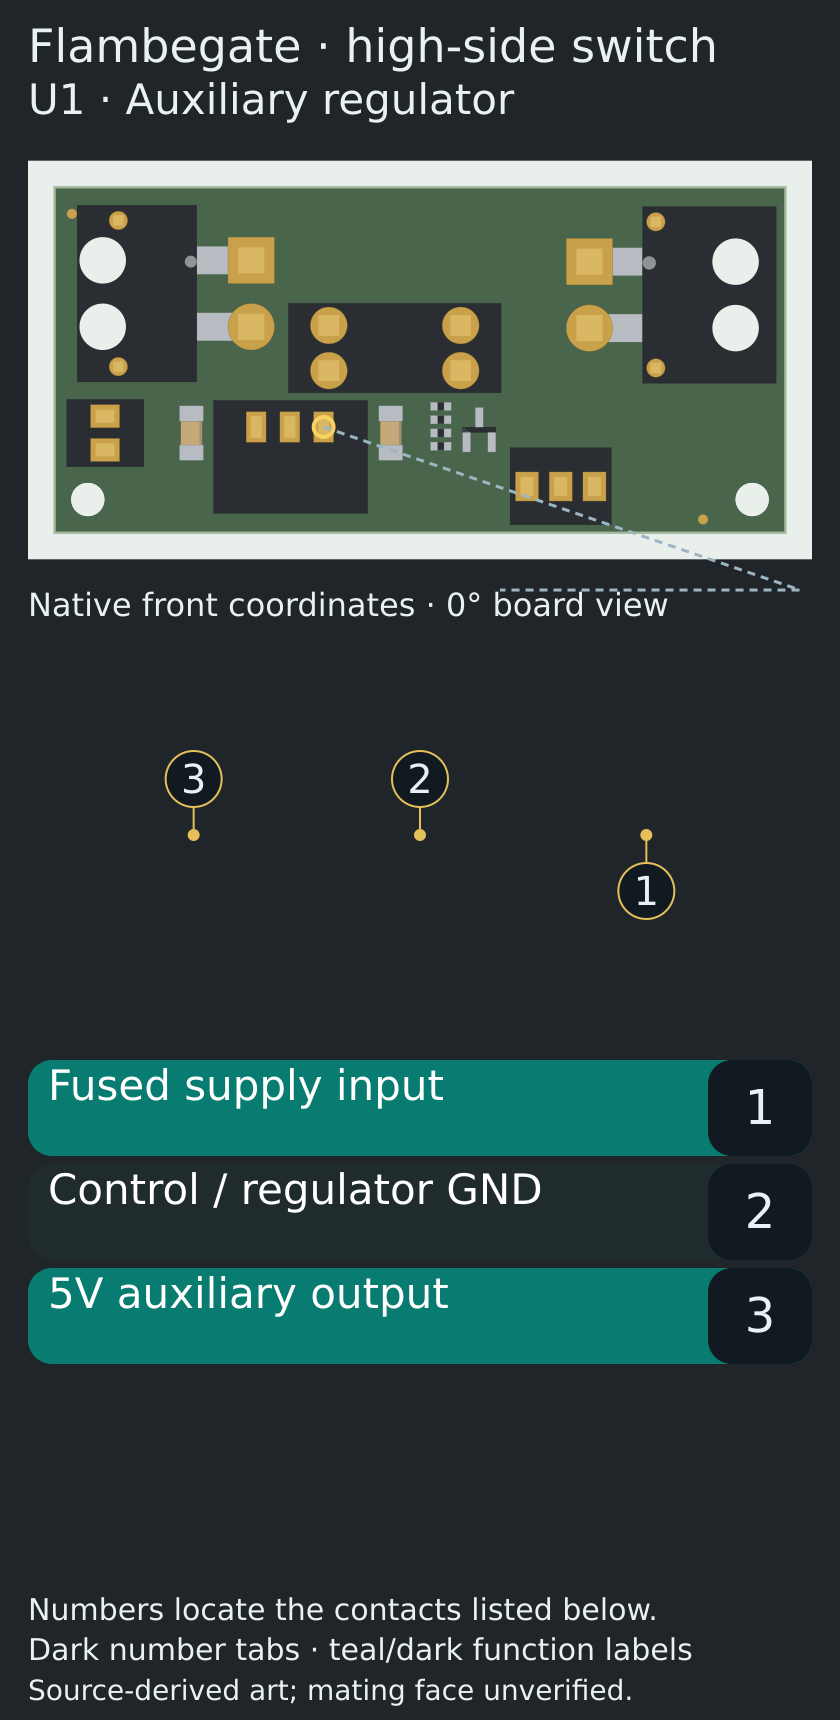 Flambegate · high-side switch
U1 · Auxiliary regulator
Native front coordinates · 0° board view
3
2
1
Fused supply input 1
Control / regulator GND 2
5V auxiliary output 3
Numbers locate the contacts listed below.
Dark number tabs · teal/dark function labels
Source-derived art; mating face unverified.